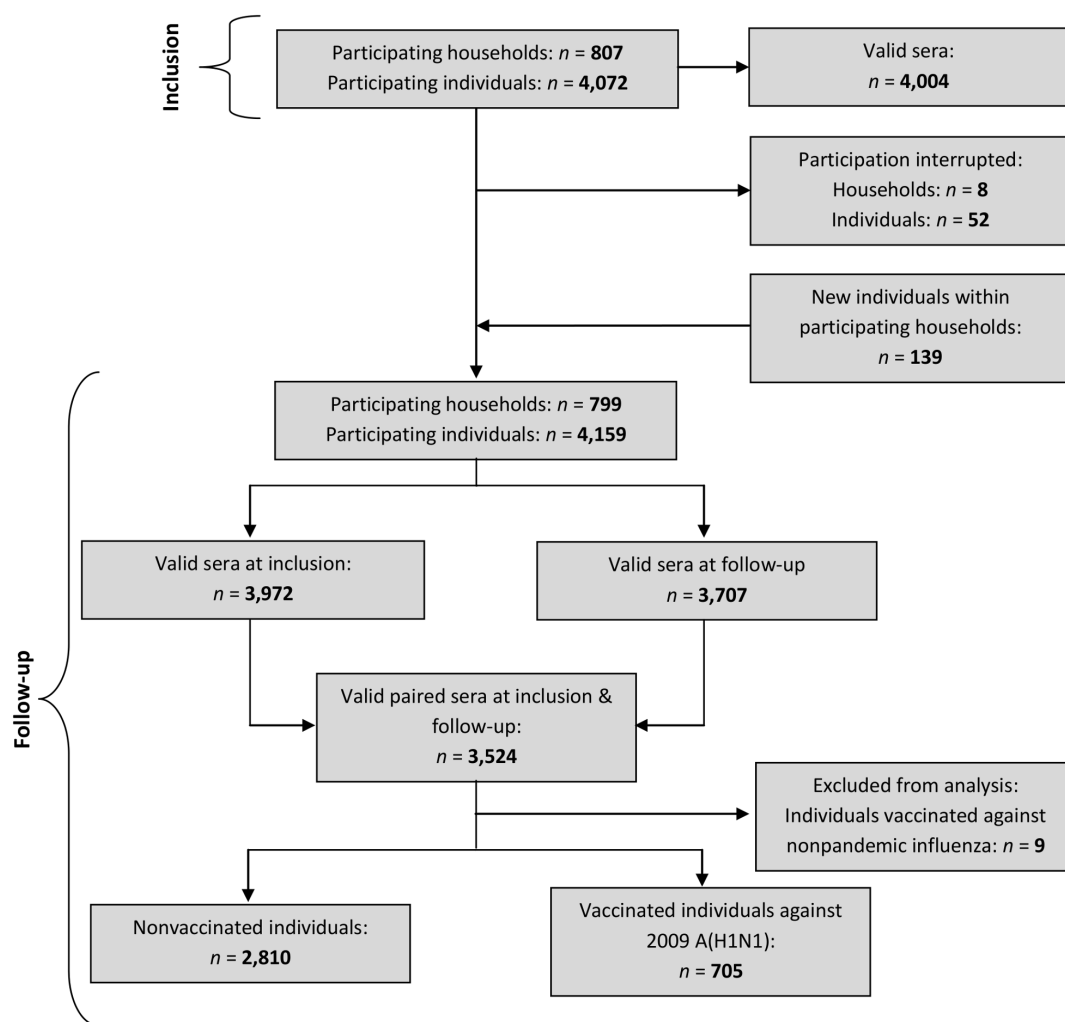 Inclusion
Participating households: n = 807
Participating individuals: n = 4,072
Valid sera:
n = 4,004
Participation interrupted:
Households: n = 8
Individuals: n = 52
New individuals within
participating households:
n = 139
Follow-up
Participating households: n = 799
Participating individuals: n = 4,159
Valid sera at inclusion:
n = 3,972
Valid sera at follow-up
n = 3,707
Valid paired sera at inclusion &
follow-up:
n = 3,524
Excluded from analysis:
Individuals vaccinated against
nonpandemic influenza: n = 9
Nonvaccinated individuals:
n = 2,810
Vaccinated individuals against
2009 A(H1N1):
n = 705